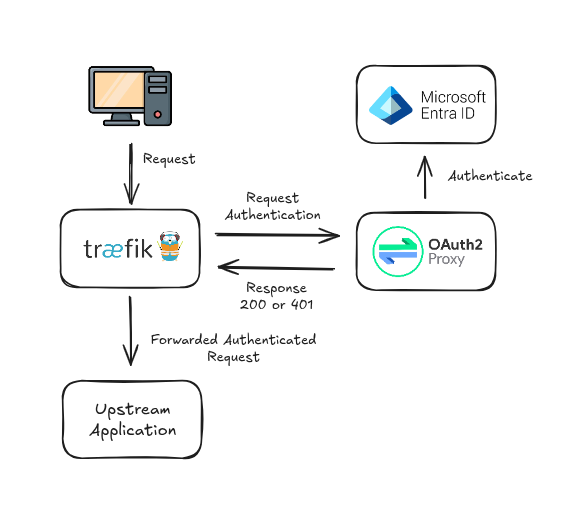 Microsoft
Entra ID
Request
Authenticate
Request
Authentication
træfik
OAuth2
Proxy
Response
200 or 401
Forwarded Authenticated
Request
Upstream
Application